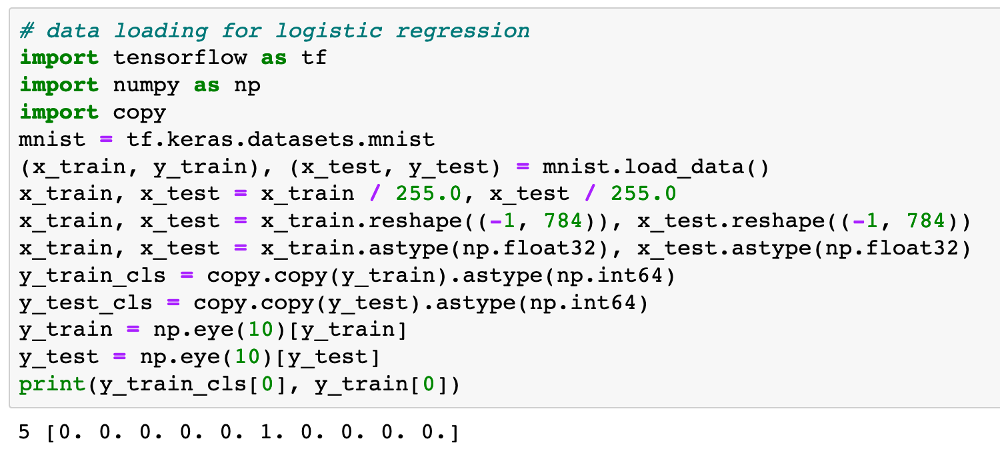 # data loading for logistic regression
import tensorflow as tf
import numpy as np
import copy
mnist = tf.keras.datasets.mnist
(x_train, y_train), (x_test, y_test) = mnist.load_data()
x_train, x_test = x_train / 255.0, x_test / 255.0
x_train, x_test = x_train.reshape((-1, 784)), x_test.reshape((-1, 784))
x_train, x_test = x_train.astype(np.float32), x_test.astype(np.float32)
y_train_cls = copy.copy(y_train).astype(np.int64)
y_test_cls = copy.copy(y_test).astype(np.int64)
y_train = np.eye(10)[y_train]
y_test = np.eye(10)[y_test]
print(y_train_cls[0], y_train[0])
5 [0. 0. 0. 0. 0. 1. 0. 0. 0. 0.]